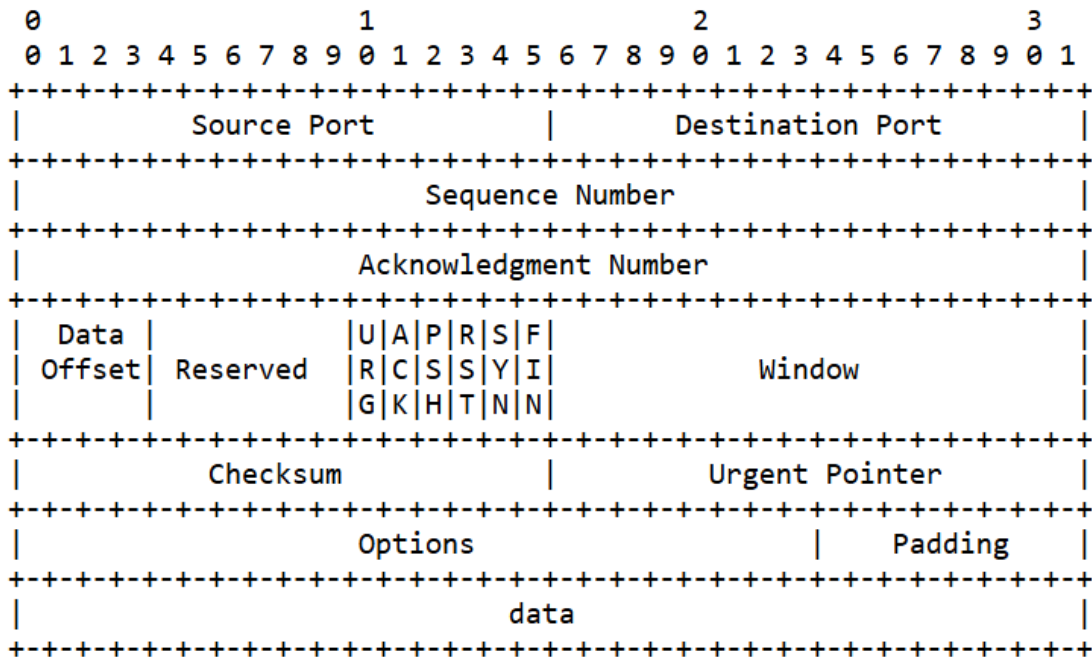 0                   1                   2                   3
 0 1 2 3 4 5 6 7 8 9 0 1 2 3 4 5 6 7 8 9 0 1 2 3 4 5 6 7 8 9 0 1
+-+-+-+-+-+-+-+-+-+-+-+-+-+-+-+-+-+-+-+-+-+-+-+-+-+-+-+-+-+-+-+-+
|          Source Port          |       Destination Port        |
+-+-+-+-+-+-+-+-+-+-+-+-+-+-+-+-+-+-+-+-+-+-+-+-+-+-+-+-+-+-+-+-+
|                        Sequence Number                        |
+-+-+-+-+-+-+-+-+-+-+-+-+-+-+-+-+-+-+-+-+-+-+-+-+-+-+-+-+-+-+-+-+
|                    Acknowledgment Number                      |
+-+-+-+-+-+-+-+-+-+-+-+-+-+-+-+-+-+-+-+-+-+-+-+-+-+-+-+-+-+-+-+-+
|  Data |           |U|A|P|R|S|F|                               |
| Offset| Reserved  |R|C|S|S|Y|I|            Window             |
|       |           |G|K|H|T|N|N|                               |
+-+-+-+-+-+-+-+-+-+-+-+-+-+-+-+-+-+-+-+-+-+-+-+-+-+-+-+-+-+-+-+-+
|           Checksum            |         Urgent Pointer        |
+-+-+-+-+-+-+-+-+-+-+-+-+-+-+-+-+-+-+-+-+-+-+-+-+-+-+-+-+-+-+-+-+
|                    Options                    |    Padding    |
+-+-+-+-+-+-+-+-+-+-+-+-+-+-+-+-+-+-+-+-+-+-+-+-+-+-+-+-+-+-+-+-+
|                             data                              |
+-+-+-+-+-+-+-+-+-+-+-+-+-+-+-+-+-+-+-+-+-+-+-+-+-+-+-+-+-+-+-+-+